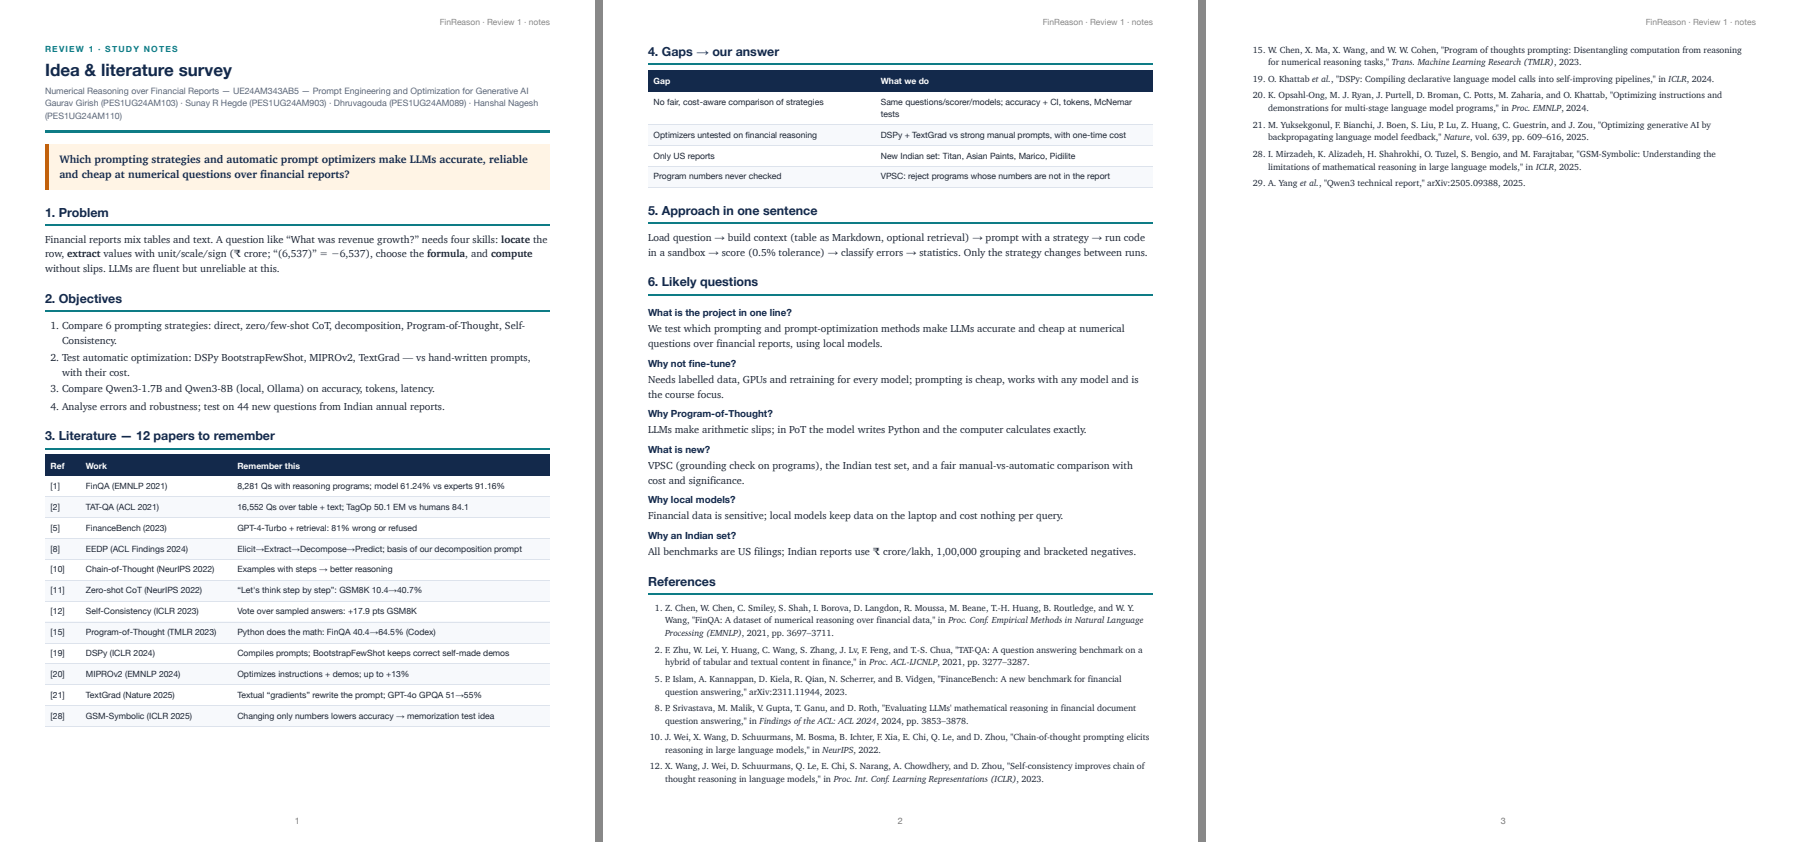 FinReason · Review 1 · notes
REVIEW 1 · STUDY NOTES
Idea & literature survey
Numerical Reasoning over Financial Reports — UE24AM343AB5 — Prompt Engineering and Optimization for Generative AI
Gaurav Girish (PES1UG24AM103) · Sunay R Hegde (PES1UG24AM903) · Dhruvagouda (PES1UG24AM089) · Hanshal Nagesh
(PES1UG24AM110)
Which prompting strategies and automatic prompt optimizers make LLMs accurate, reliable
and cheap at numerical questions over financial reports?
1. Problem
Financial reports mix tables and text. A question like “What was revenue growth?” needs four skills: locate the
row, extract values with unit/scale/sign (₹ crore; “(6,537)” = −6,537), choose the formula, and compute
without slips. LLMs are fluent but unreliable at this.
2. Objectives
1. Compare 6 prompting strategies: direct, zero/few-shot CoT, decomposition, Program-of-Thought, Self-
Consistency.
2. Test automatic optimization: DSPy BootstrapFewShot, MIPROv2, TextGrad — vs hand-written prompts,
with their cost.
3. Compare Qwen3-1.7B and Qwen3-8B (local, Ollama) on accuracy, tokens, latency.
4. Analyse errors and robustness; test on 44 new questions from Indian annual reports.
3. Literature — 12 papers to remember
Ref Work Remember this
[1] FinQA (EMNLP 2021) 8,281 Qs with reasoning programs; model 61.24% vs experts 91.16%
[2] TAT-QA (ACL 2021) 16,552 Qs over table + text; TagOp 50.1 EM vs humans 84.1
[5] FinanceBench (2023) GPT-4-Turbo + retrieval: 81% wrong or refused
[8] EEDP (ACL Findings 2024) Elicit→Extract→Decompose→Predict; basis of our decomposition prompt
[10] Chain-of-Thought (NeurIPS 2022) Examples with steps → better reasoning
[11] Zero-shot CoT (NeurIPS 2022) “Let's think step by step”: GSM8K 10.4→40.7%
[12] Self-Consistency (ICLR 2023) Vote over sampled answers: +17.9 pts GSM8K
[15] Program-of-Thought (TMLR 2023) Python does the math: FinQA 40.4→64.5% (Codex)
[19] DSPy (ICLR 2024) Compiles prompts; BootstrapFewShot keeps correct self-made demos
[20] MIPROv2 (EMNLP 2024) Optimizes instructions + demos; up to +13%
[21] TextGrad (Nature 2025) Textual “gradients” rewrite the prompt; GPT-4o GPQA 51→55%
[28] GSM-Symbolic (ICLR 2025) Changing only numbers lowers accuracy → memorization test idea
1
FinReason · Review 1 · notes
4. Gaps → our answer
Gap What we do
No fair, cost-aware comparison of strategies Same questions/scorer/models; accuracy + CI, tokens, McNemar
tests
Optimizers untested on financial reasoning DSPy + TextGrad vs strong manual prompts, with one-time cost
Only US reports New Indian set: Titan, Asian Paints, Marico, Pidilite
Program numbers never checked VPSC: reject programs whose numbers are not in the report
5. Approach in one sentence
Load question → build context (table as Markdown, optional retrieval) → prompt with a strategy → run code
in a sandbox → score (0.5% tolerance) → classify errors → statistics. Only the strategy changes between runs.
6. Likely questions
What is the project in one line?
We test which prompting and prompt-optimization methods make LLMs accurate and cheap at numerical
questions over financial reports, using local models.
Why not fine-tune?
Needs labelled data, GPUs and retraining for every model; prompting is cheap, works with any model and is
the course focus.
Why Program-of-Thought?
LLMs make arithmetic slips; in PoT the model writes Python and the computer calculates exactly.
What is new?
VPSC (grounding check on programs), the Indian test set, and a fair manual-vs-automatic comparison with
cost and significance.
Why local models?
Financial data is sensitive; local models keep data on the laptop and cost nothing per query.
Why an Indian set?
All benchmarks are US filings; Indian reports use ₹ crore/lakh, 1,00,000 grouping and bracketed negatives.
References
1. Z. Chen, W. Chen, C. Smiley, S. Shah, I. Borova, D. Langdon, R. Moussa, M. Beane, T.-H. Huang, B. Routledge, and W. Y.
Wang, "FinQA: A dataset of numerical reasoning over financial data," in Proc. Conf. Empirical Methods in Natural Language
Processing (EMNLP), 2021, pp. 3697–3711.
2. F. Zhu, W. Lei, Y. Huang, C. Wang, S. Zhang, J. Lv, F. Feng, and T.-S. Chua, "TAT-QA: A question answering benchmark on a
hybrid of tabular and textual content in finance," in Proc. ACL-IJCNLP, 2021, pp. 3277–3287.
5. P. Islam, A. Kannappan, D. Kiela, R. Qian, N. Scherrer, and B. Vidgen, "FinanceBench: A new benchmark for financial
question answering," arXiv:2311.11944, 2023.
8. P. Srivastava, M. Malik, V. Gupta, T. Ganu, and D. Roth, "Evaluating LLMs' mathematical reasoning in financial document
question answering," in Findings of the ACL: ACL 2024, 2024, pp. 3853–3878.
10. J. Wei, X. Wang, D. Schuurmans, M. Bosma, B. Ichter, F. Xia, E. Chi, Q. Le, and D. Zhou, "Chain-of-thought prompting elicits
reasoning in large language models," in NeurIPS, 2022.
12. X. Wang, J. Wei, D. Schuurmans, Q. Le, E. Chi, S. Narang, A. Chowdhery, and D. Zhou, "Self-consistency improves chain of
thought reasoning in language models," in Proc. Int. Conf. Learning Representations (ICLR), 2023.
2
FinReason · Review 1 · notes
15. W. Chen, X. Ma, X. Wang, and W. W. Cohen, "Program of thoughts prompting: Disentangling computation from reasoning
for numerical reasoning tasks," Trans. Machine Learning Research (TMLR), 2023.
19. O. Khattab et al., "DSPy: Compiling declarative language model calls into self-improving pipelines," in ICLR, 2024.
20. K. Opsahl-Ong, M. J. Ryan, J. Purtell, D. Broman, C. Potts, M. Zaharia, and O. Khattab, "Optimizing instructions and
demonstrations for multi-stage language model programs," in Proc. EMNLP, 2024.
21. M. Yuksekgonul, F. Bianchi, J. Boen, S. Liu, P. Lu, Z. Huang, C. Guestrin, and J. Zou, "Optimizing generative AI by
backpropagating language model feedback," Nature, vol. 639, pp. 609–616, 2025.
28. I. Mirzadeh, K. Alizadeh, H. Shahrokhi, O. Tuzel, S. Bengio, and M. Farajtabar, "GSM-Symbolic: Understanding the
limitations of mathematical reasoning in large language models," in ICLR, 2025.
29. A. Yang et al., "Qwen3 technical report," arXiv:2505.09388, 2025.
3